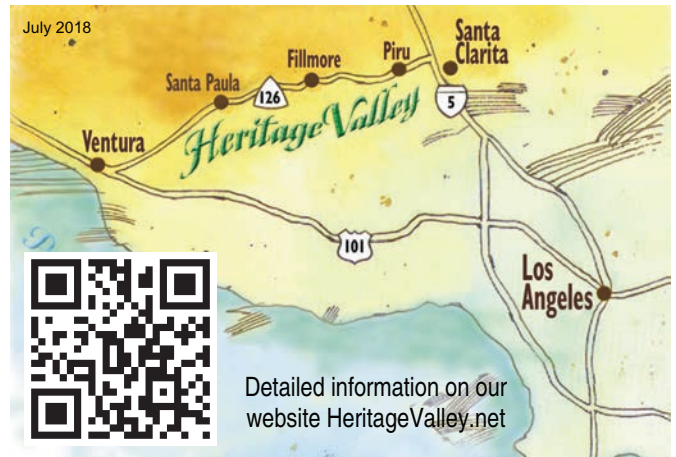 July 2018
Santa
Clarita
Piru
Fillmore
Santa Paula
126
5
Heritage Valley
Ventura
101
Los
Angeles
Detailed information on our
website HeritageValley.net